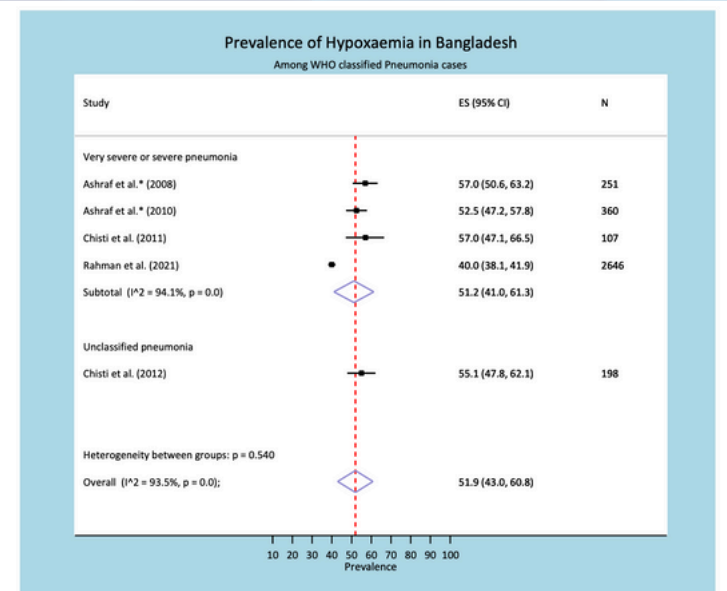 Prevalence of Hypoxaemia in Bangladesh
Among WHO classified Pneumonia cases
Study ES (95% CI) N
Very severe or severe pneumonia
Ashraf et al.* (2008) 57.0 (50.6, 63.2) 251
Ashraf et al.* (2010) 52.5 (47.2, 57.8) 360
Chisti et al. (2011) 57.0 (47.1, 66.5) 107
Rahman et al. (2021) 40.0 (38.1, 41.9) 2646
Subtotal (I^2 = 94.1%, p = 0.0) 51.2 (41.0, 61.3)
Unclassified pneumonia
Chisti et al. (2012) 55.1 (47.8, 62.1) 198
Heterogeneity between groups: p = 0.540
Overall (I^2 = 93.5%, p = 0.0); 51.9 (43.0, 60.8)
10 20 30 40 50 60 70 80 90 100
Prevalence